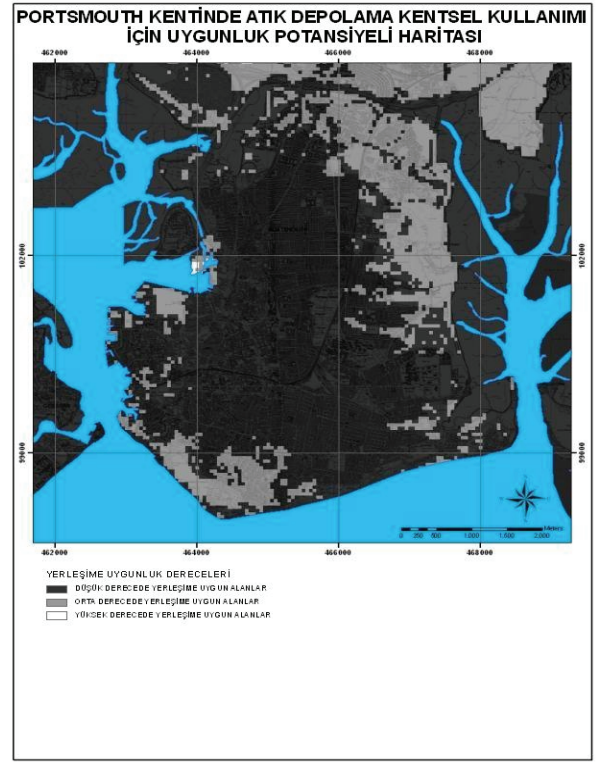 PORTSMOUTH KENTİNDE ATIK DEPOLAMA KENTSEL KULLANIMI
İÇİN UYGUNLUK POTANSİYELİ HARİTASI
462000 464000 466000 468000
102000 102000
99000 99000
Meters
0 250 500 1.000 1.500 2.000
462000 464000 466000 468000
YERLEŞİME UYGUNLUK DERECELERİ
DÜŞÜK DERECEDE YERLEŞİME UYGUN ALANLAR
ORTA DERECEDE YERLEŞİME UYGUN ALANLAR
YÜKSEK DERECEDE YERLEŞİME UYGUN ALANLAR